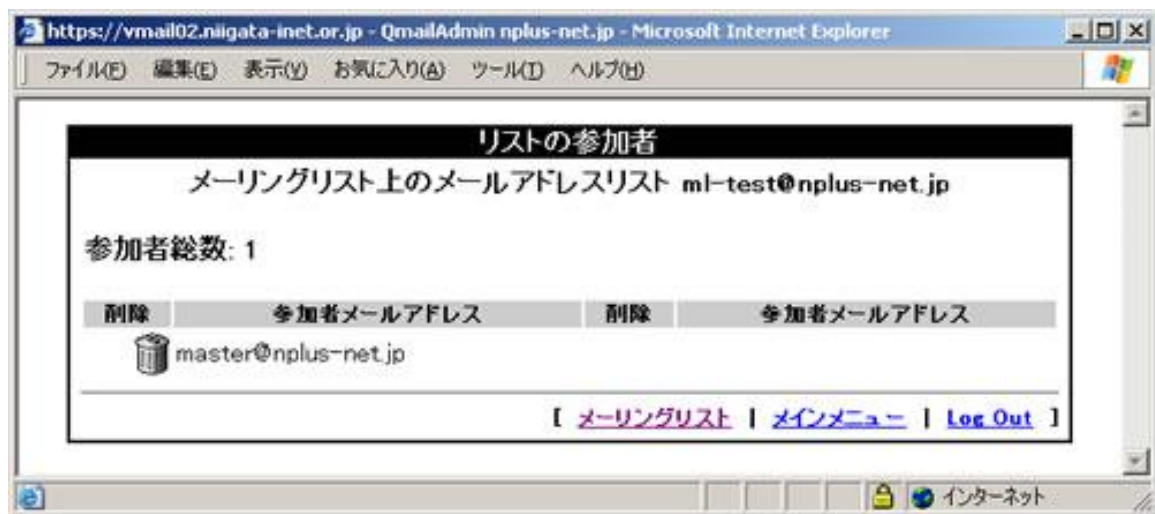 https://vmail02.niigata-inet.or.jp - QmailAdmin nplus-net.jp - Microsoft Internet Explorer
ファイル(F) 編集(E) 表示(V) お気に入り(A) ツール(T) ヘルプ(H)
リストの参加者
メーリングリスト上のメールアドレスリスト ml-test@nplus-net.jp
参加者総数: 1
削除 参加者メールアドレス 削除 参加者メールアドレス
master@nplus-net.jp
[ メーリングリスト | メインメニュー | Log Out ]
インターネット